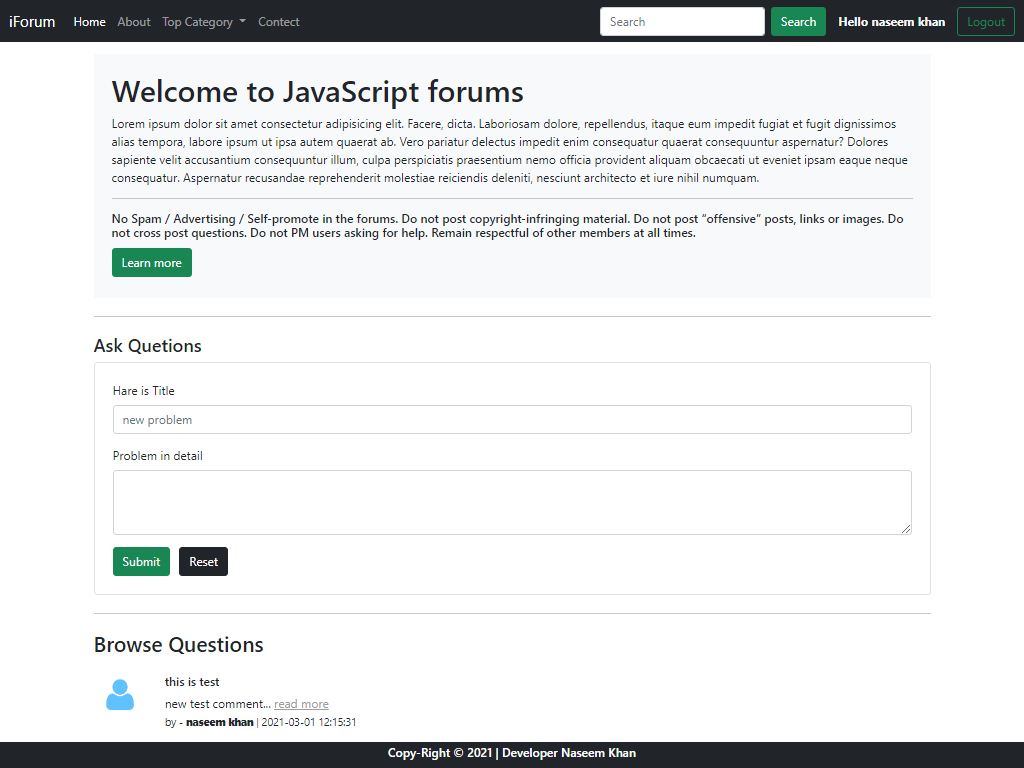 iForum Home About Top Category Contect Search Search Hello naseem khan Logout
Welcome to JavaScript forums
Lorem ipsum dolor sit amet consectetur adipisicing elit. Facere, dicta. Laboriosam dolore, repellendus, itaque eum impedit fugiat et fugit dignissimos
alias tempora, labore ipsum ut ipsa autem quaerat ab. Vero pariatur delectus impedit enim consequatur quaerat consequuntur aspernatur? Dolores
sapiente velit accusantium consequuntur illum, culpa perspiciatis praesentium nemo officia provident aliquam obcaecati ut eveniet ipsam eaque neque
consequatur. Aspernatur recusandae reprehenderit molestiae reiciendis deleniti, nesciunt architecto et iure nihil numquam.
No Spam / Advertising / Self-promote in the forums. Do not post copyright-infringing material. Do not post “offensive” posts, links or images. Do
not cross post questions. Do not PM users asking for help. Remain respectful of other members at all times.
Learn more
Ask Quetions
Hare is Title
new problem
Problem in detail
Submit Reset
Browse Questions
this is test
new test comment... read more
by - naseem khan | 2021-03-01 12:15:31
Copy-Right © 2021 | Developer Naseem Khan